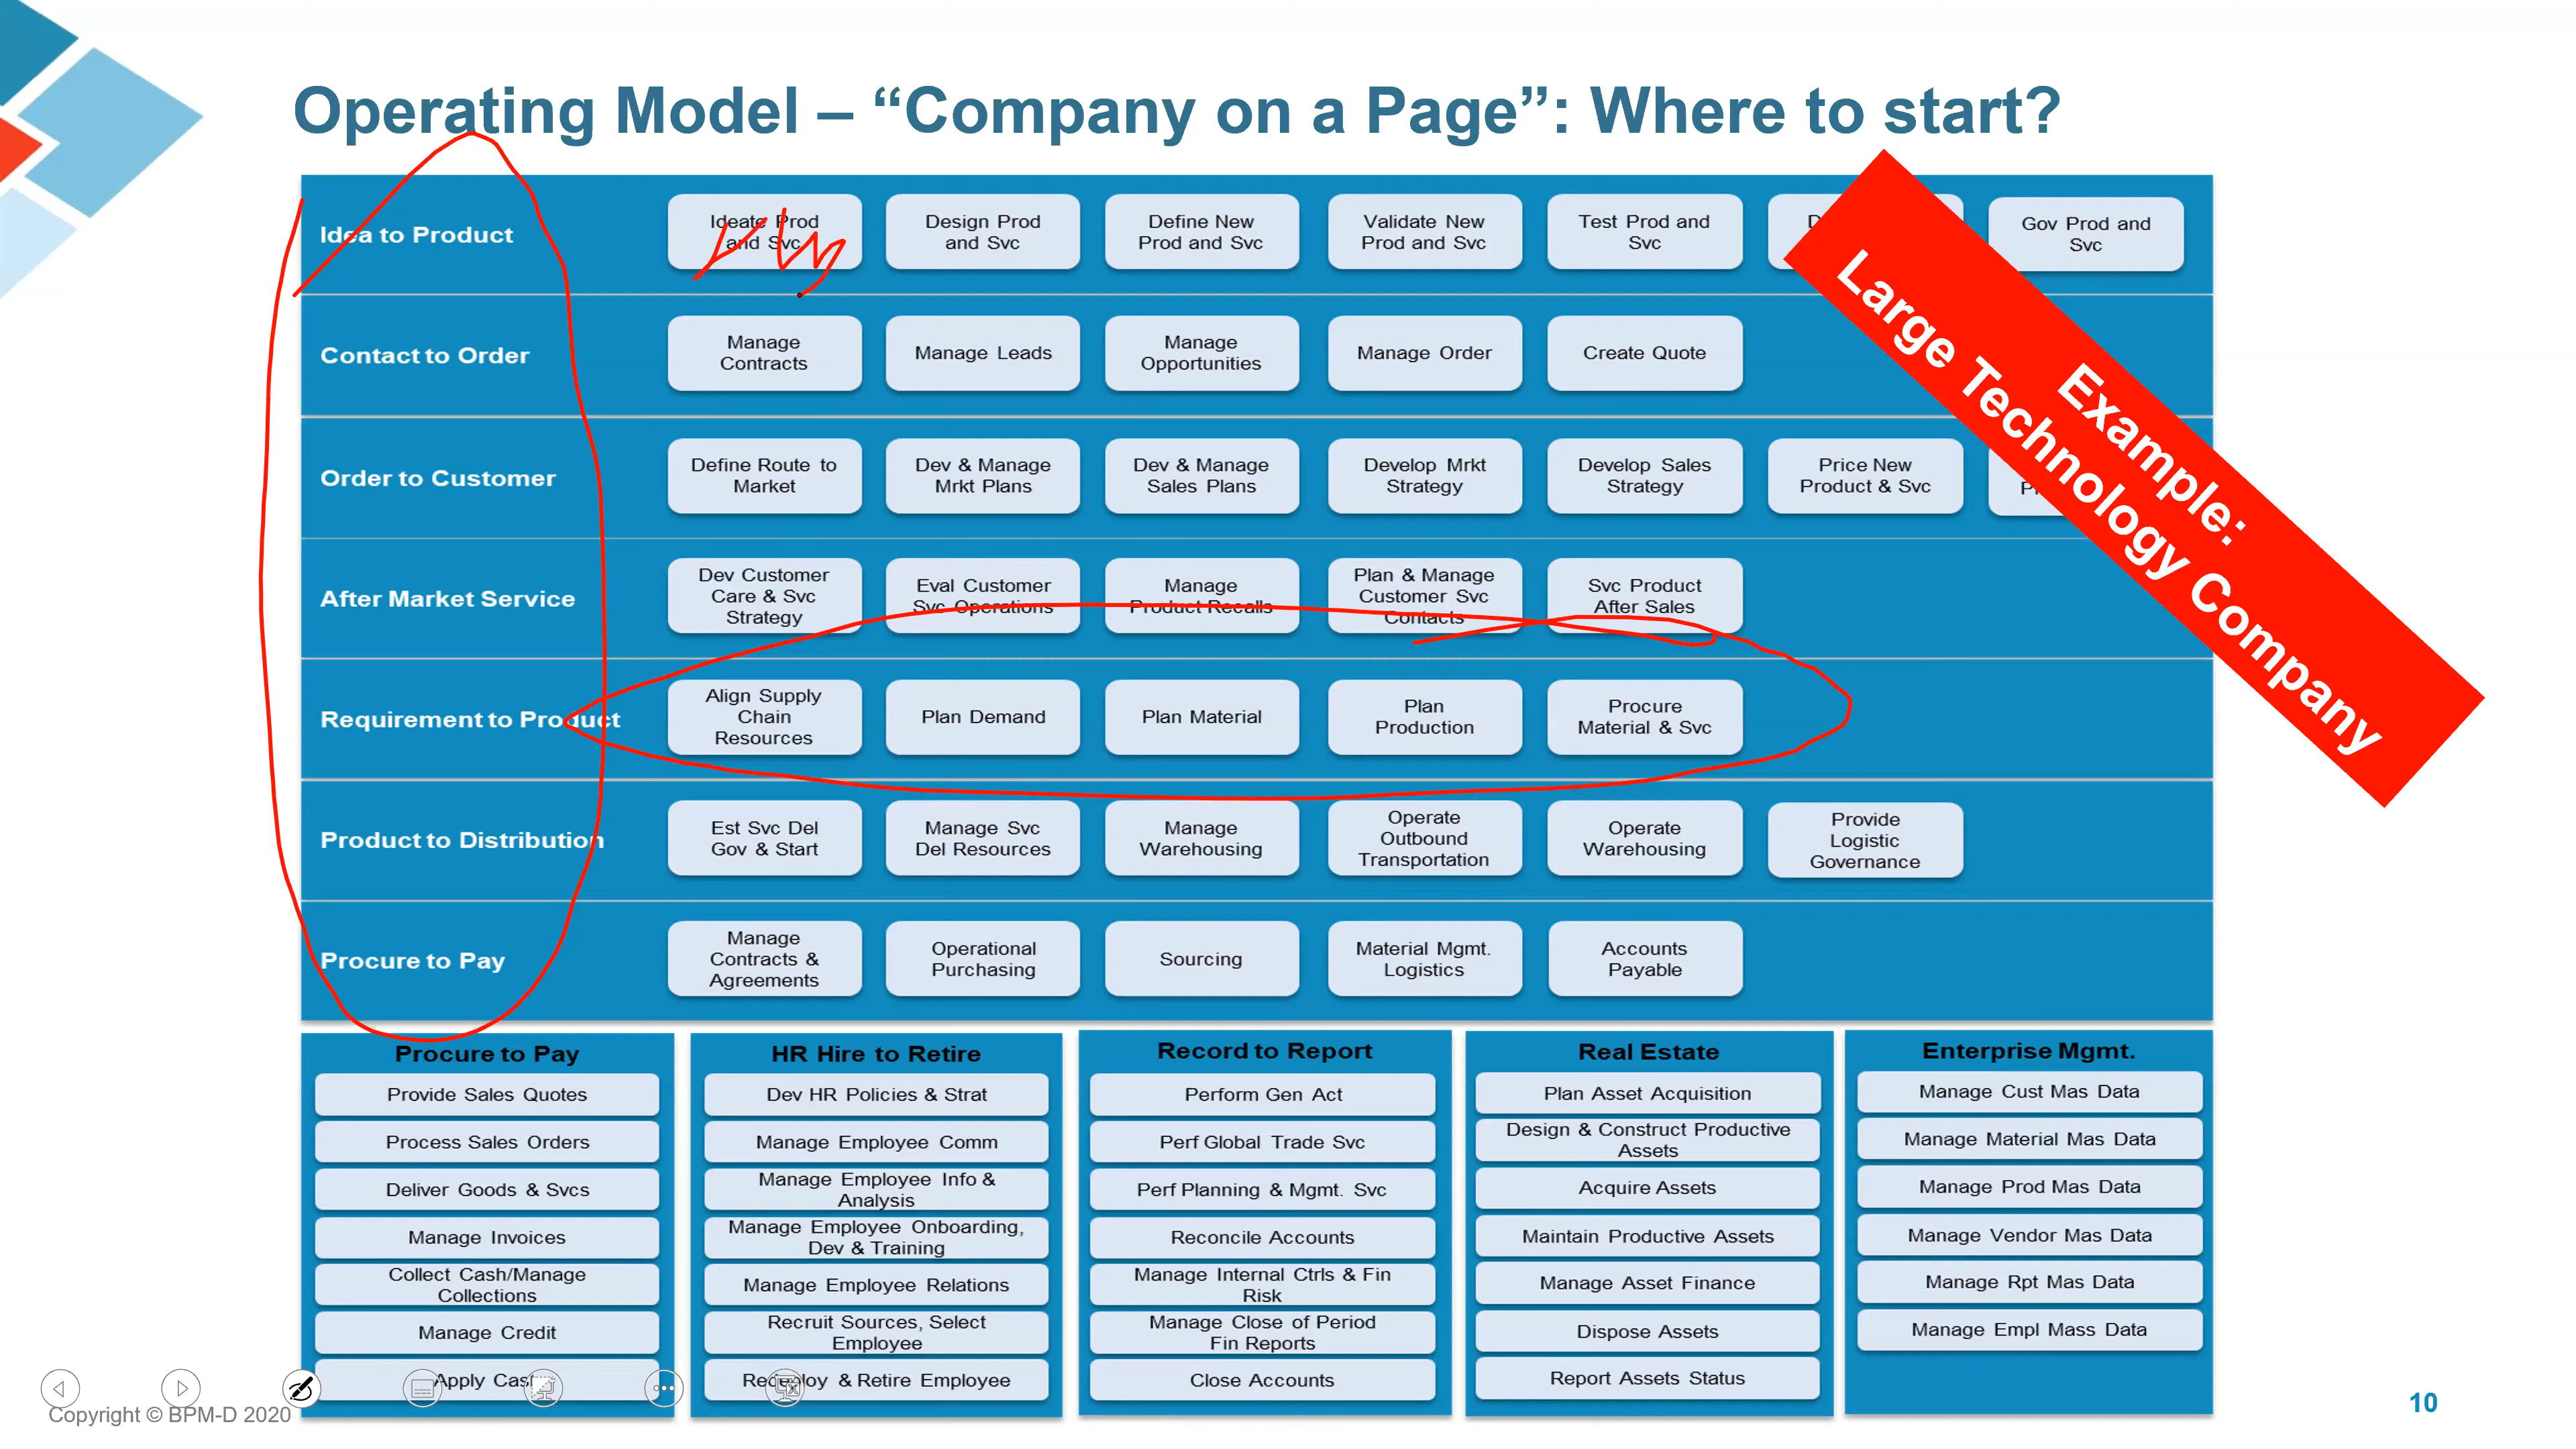 Operating Model – “Company on a Page”: Where to start?
Idea to Product
Ideate Prod
and Svc
Design Prod
and Svc
Define New
Prod and Svc
Validate New
Prod and Svc
Test Prod and
Svc
Gov Prod and
Svc
Contact to Order
Manage
Contracts
Manage Leads
Manage
Opportunities
Manage Order
Create Quote
Order to Customer
Define Route to
Market
Dev & Manage
Mrkt Plans
Dev & Manage
Sales Plans
Develop Mrkt
Strategy
Develop Sales
Strategy
Price New
Product & Svc
After Market Service
Dev Customer
Care & Svc
Strategy
Eval Customer
Svc Operations
Manage
Product Recalls
Plan & Manage
Customer Svc
Contacts
Svc Product
After Sales
Requirement to Product
Align Supply
Chain
Resources
Plan Demand
Plan Material
Plan
Production
Procure
Material & Svc
Product to Distribution
Est Svc Del
Gov & Start
Manage Svc
Del Resources
Manage
Warehousing
Operate
Outbound
Transportation
Operate
Warehousing
Provide
Logistic
Governance
Procure to Pay
Manage
Contracts &
Agreements
Operational
Purchasing
Sourcing
Material Mgmt.
Logistics
Accounts
Payable
Example:
Large Technology Company
Procure to Pay
Provide Sales Quotes
Process Sales Orders
Deliver Goods & Svcs
Manage Invoices
Collect Cash/Manage
Collections
Manage Credit
Apply Cash
HR Hire to Retire
Dev HR Policies & Strat
Manage Employee Comm
Manage Employee Info &
Analysis
Manage Employee Onboarding,
Dev & Training
Manage Employee Relations
Recruit Sources, Select
Employee
Redeploy & Retire Employee
Record to Report
Perform Gen Act
Perf Global Trade Svc
Perf Planning & Mgmt. Svc
Reconcile Accounts
Manage Internal Ctrls & Fin
Risk
Manage Close of Period
Fin Reports
Close Accounts
Real Estate
Plan Asset Acquisition
Design & Construct Productive
Assets
Acquire Assets
Maintain Productive Assets
Manage Asset Finance
Dispose Assets
Report Assets Status
Enterprise Mgmt.
Manage Cust Mas Data
Manage Material Mas Data
Manage Prod Mas Data
Manage Vendor Mas Data
Manage Rpt Mas Data
Manage Empl Mass Data
Copyright © BPM-D 2020
10